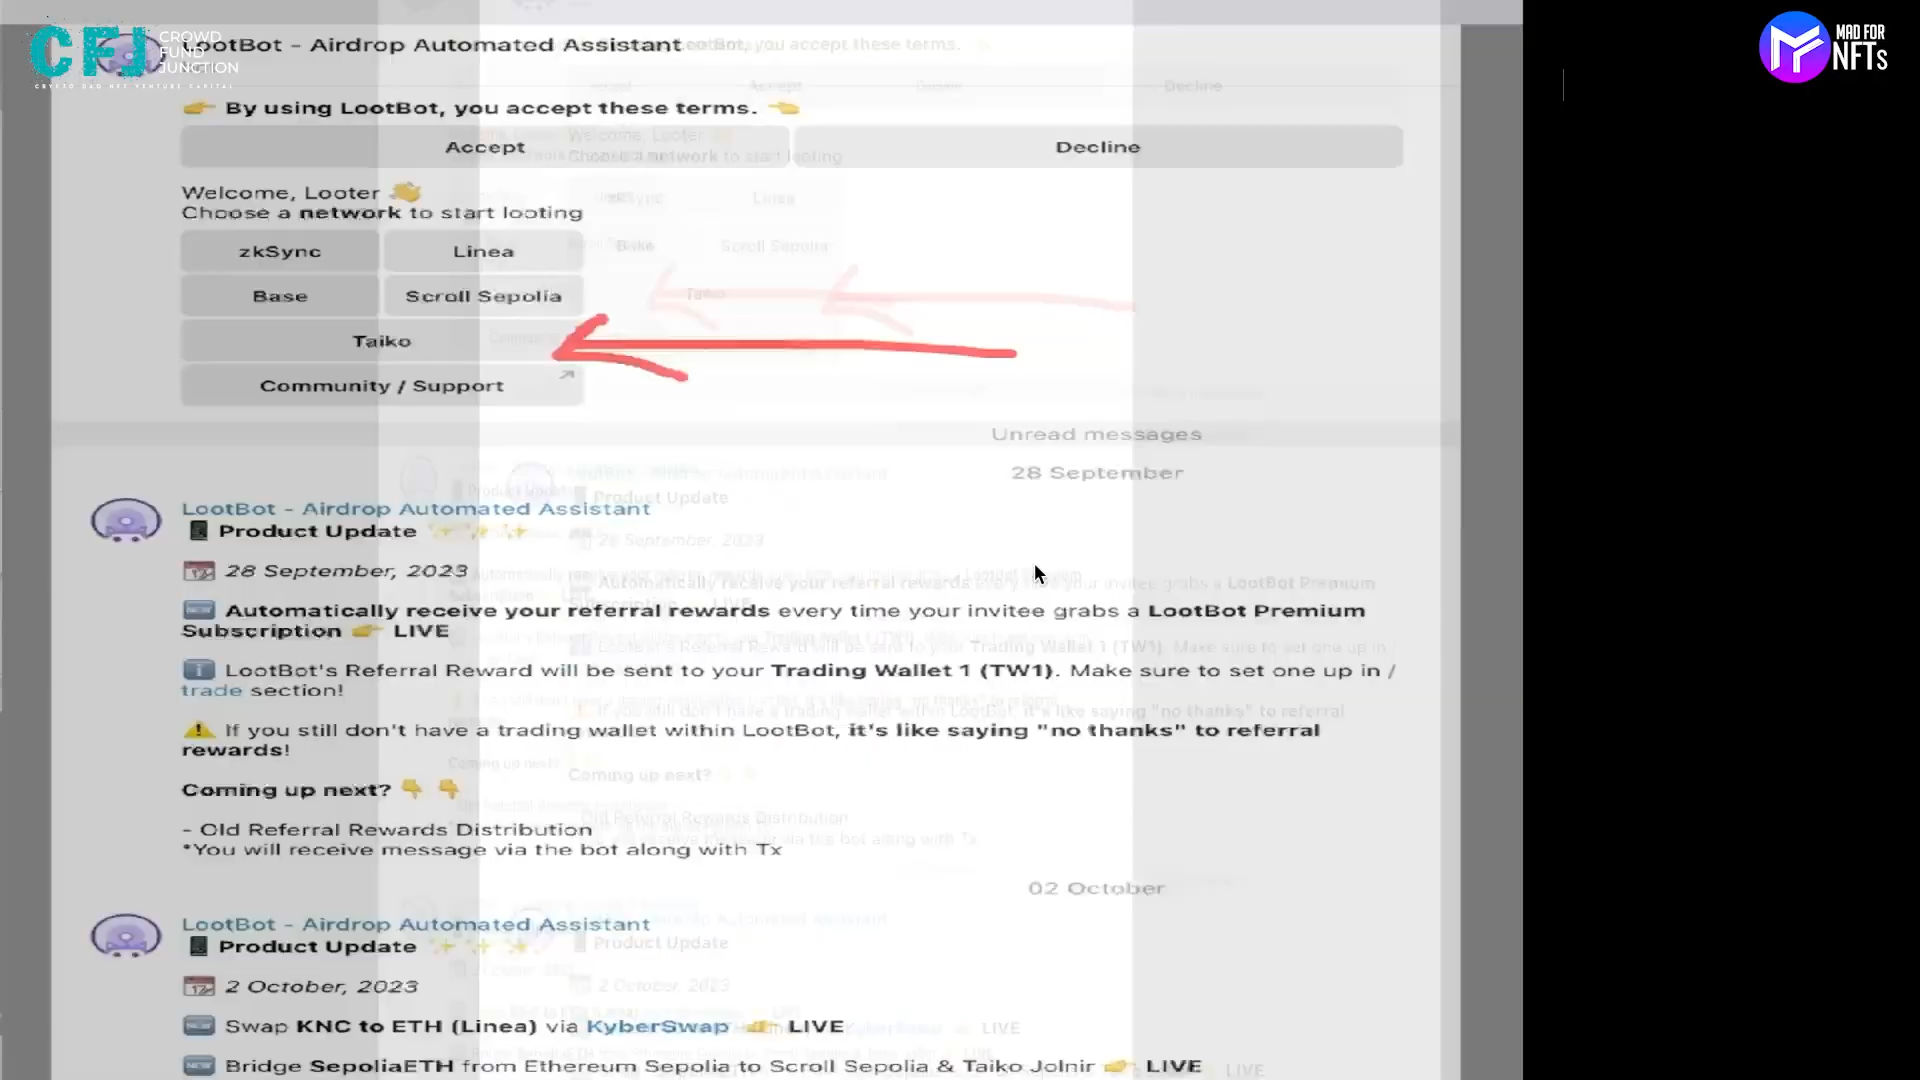 CFJ
CROWD
FUND
JUNCTION
CRYPTO DAO NFT VENTURE CAPITAL
MAD FOR
NFTs
LootBot - Airdrop Automated Assistant
👉 By using LootBot, you accept these terms. 👈
Accept
Decline
Welcome, Looter 👋
Choose a network to start looting
zkSync
Linea
Base
Scroll Sepolia
Taiko
Community / Support
Unread messages
28 September
LootBot - Airdrop Automated Assistant
Product Update ✨ ✨ ✨
28 September, 2023
🆕 Automatically receive your referral rewards every time your invitee grabs a LootBot Premium
Subscription 👉 LIVE
ℹ️ LootBot's Referral Reward will be sent to your Trading Wallet 1 (TW1). Make sure to set one up in /
trade section!
⚠️ If you still don't have a trading wallet within LootBot, it's like saying "no thanks" to referral
rewards!
Coming up next? 👇 👇
- Old Referral Rewards Distribution
*You will receive message via the bot along with Tx
02 October
LootBot - Airdrop Automated Assistant
Product Update ✨ ✨ ✨
2 October, 2023
🆕 Swap KNC to ETH (Linea) via KyberSwap 👉 LIVE
🆕 Bridge SepoliaETH from Ethereum Sepolia to Scroll Sepolia & Taiko Jolnir 👉 LIVE